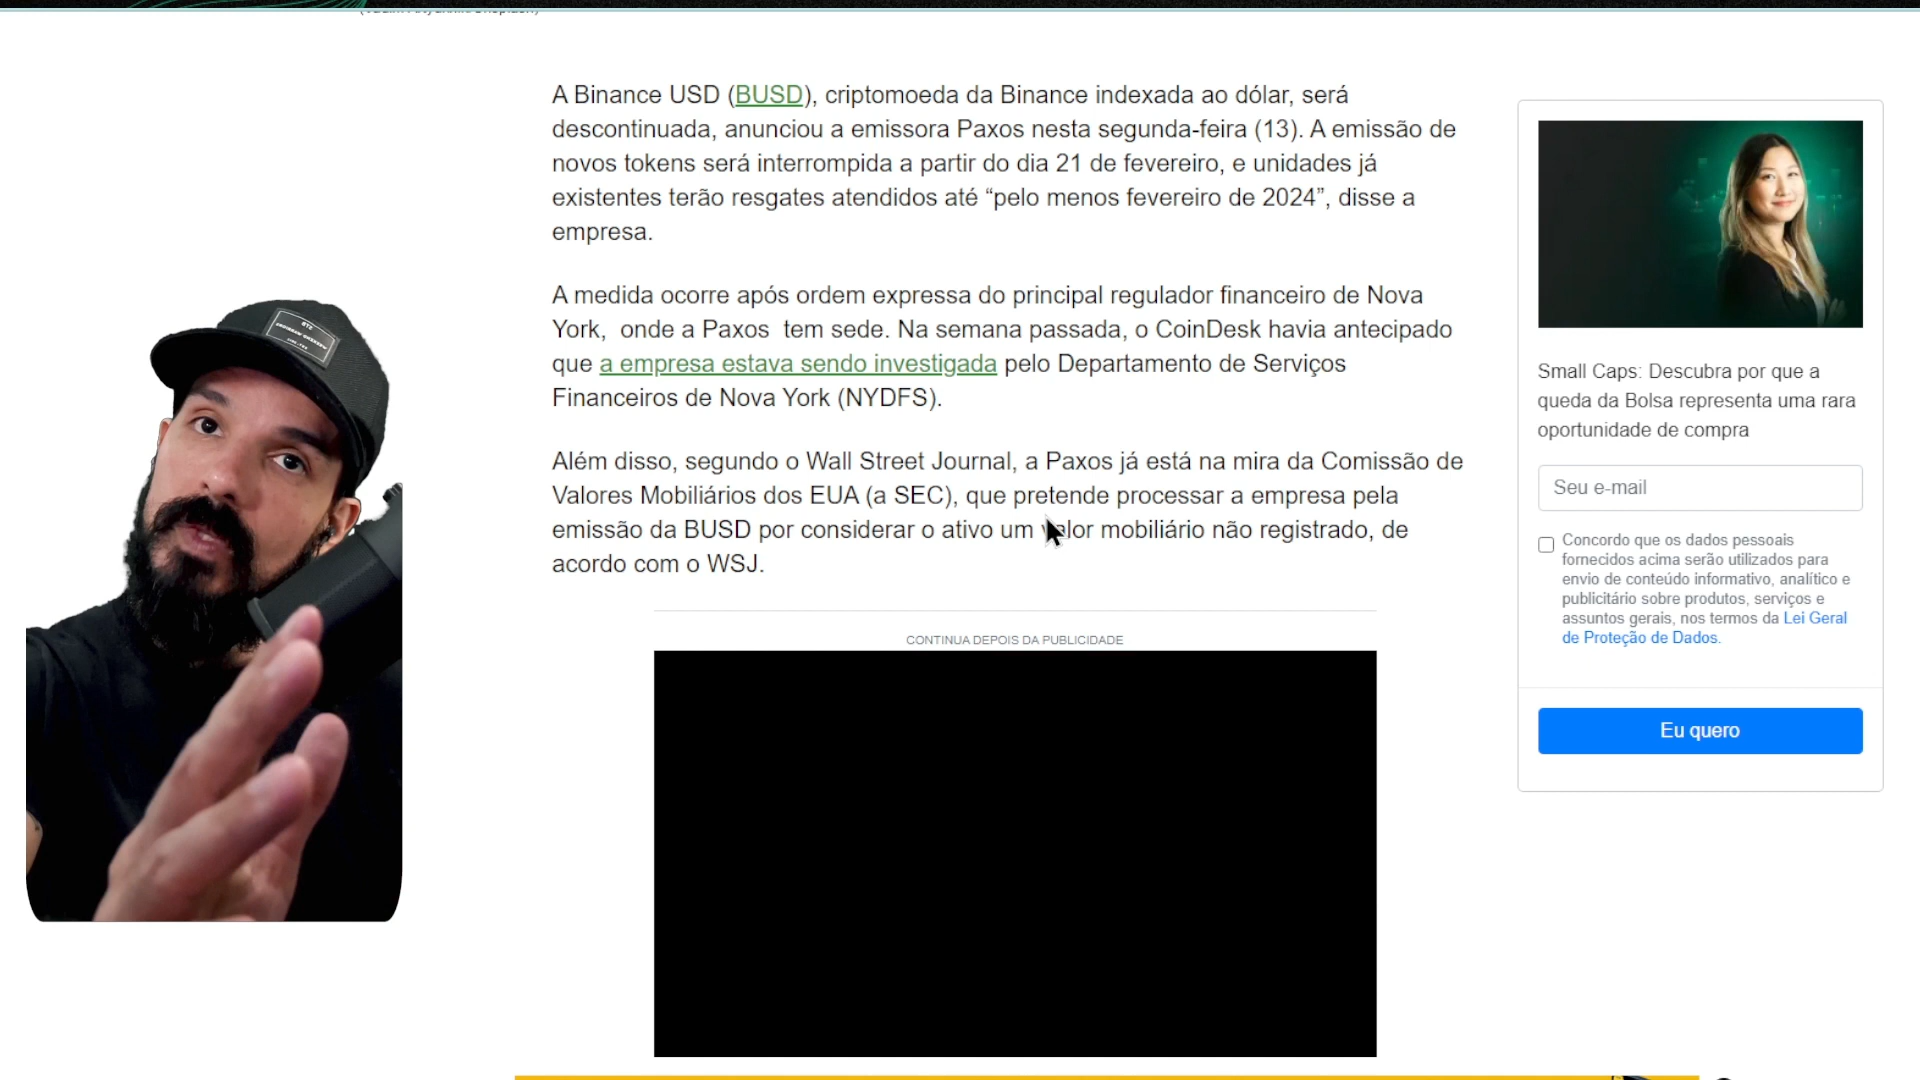 A Binance USD (BUSD), criptomoeda da Binance indexada ao dólar, será
descontinuada, anunciou a emissora Paxos nesta segunda-feira (13). A emissão de
novos tokens será interrompida a partir do dia 21 de fevereiro, e unidades já
existentes terão resgates atendidos até “pelo menos fevereiro de 2024”, disse a
empresa.
A medida ocorre após ordem expressa do principal regulador financeiro de Nova
York, onde a Paxos tem sede. Na semana passada, o CoinDesk havia antecipado
que a empresa estava sendo investigada pelo Departamento de Serviços
Financeiros de Nova York (NYDFS).
Além disso, segundo o Wall Street Journal, a Paxos já está na mira da Comissão de
Valores Mobiliários dos EUA (a SEC), que pretende processar a empresa pela
emissão da BUSD por considerar o ativo um valor mobiliário não registrado, de
acordo com o WSJ.
CONTINUA DEPOIS DA PUBLICIDADE
Small Caps: Descubra por que a
queda da Bolsa representa uma rara
oportunidade de compra
Seu e-mail
Concordo que os dados pessoais
fornecidos acima serão utilizados para
envio de conteúdo informativo, analítico e
publicitário sobre produtos, serviços e
assuntos gerais, nos termos da Lei Geral
de Proteção de Dados.
Eu quero